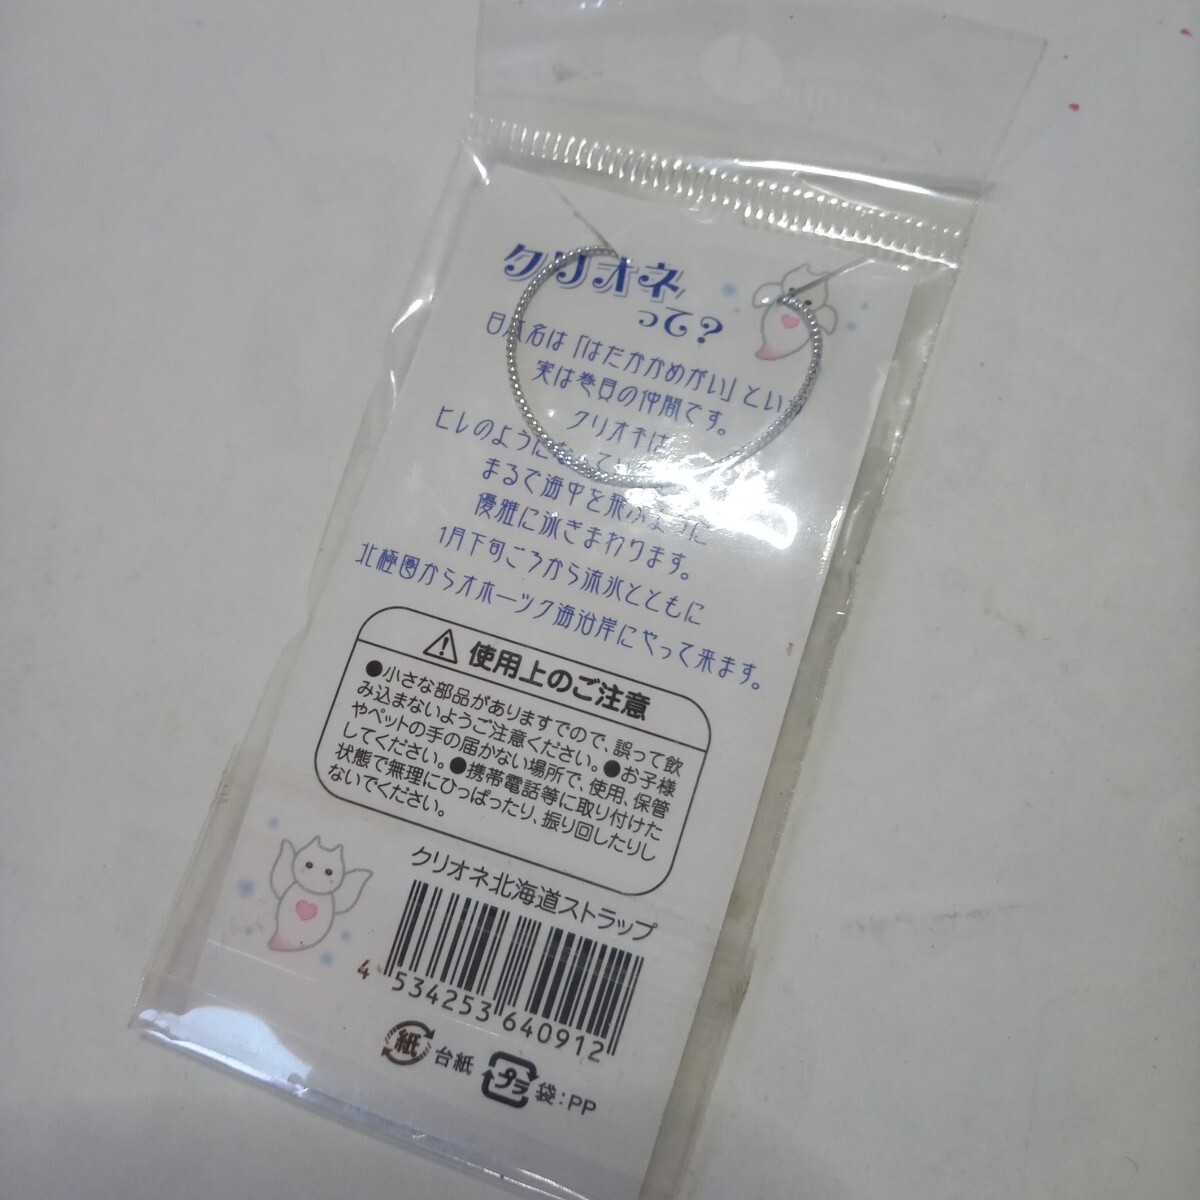 クリオネ
って?
日本名は「はだかかめがい」という
実は巻貝の仲間です。
クリオネは
ヒレのように
まるで海中を飛ぶように
優雅に泳ぎまわります。
1月下旬ごろから流氷とともに
北極圏からオホーツク海沿岸にやって来ます。
使用上のご注意
●小さな部品がありますでので、誤って飲
み込まないようご注意ください。●お子様
やペットの手の届かない場所で、使用、保管
してください。●携帯電話等に取り付けた
状態で無理にひっぱったり、振り回したりし
ないでください。
クリオネ北海道ストラップ
4 534253 640912
紙 台紙 プラ 袋:PP